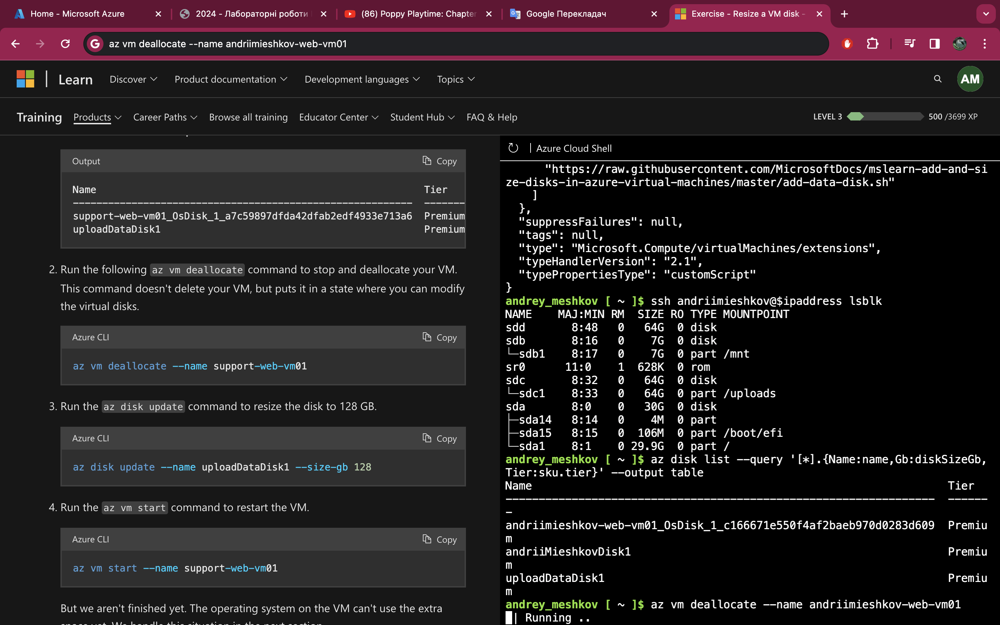 Home - Microsoft Azure
2024 - Лабораторні роботи
(86) Poppy Playtime: Chapter
Google Перекладач
Exercise - Resize a VM disk -
az vm deallocate --name andriimieshkov-web-vm01
Learn Discover Product documentation Development languages Topics AM
Training Products Career Paths Browse all training Educator Center Student Hub FAQ & Help LEVEL 3 500 /3699 XP
Output Copy
Name Tier
--------------------------------------------------------- -------
support-web-vm01_OsDisk_1_a7c59897dfda42dfab2edf4933e713a6 Premium
uploadDataDisk1 Premium
2. Run the following az vm deallocate command to stop and deallocate your VM.
This command doesn't delete your VM, but puts it in a state where you can modify
the virtual disks.
Azure CLI Copy
az vm deallocate --name support-web-vm01
3. Run the az disk update command to resize the disk to 128 GB.
Azure CLI Copy
az disk update --name uploadDataDisk1 --size-gb 128
4. Run the az vm start command to restart the VM.
Azure CLI Copy
az vm start --name support-web-vm01
But we aren't finished yet. The operating system on the VM can't use the extra
space yet. We handle this situation in the next section.
| Azure Cloud Shell
"https://raw.githubusercontent.com/MicrosoftDocs/mslearn-add-and-si
ze-disks-in-azure-virtual-machines/master/add-data-disk.sh"
]
},
"suppressFailures": null,
"tags": null,
"type": "Microsoft.Compute/virtualMachines/extensions",
"typeHandlerVersion": "2.1",
"typePropertiesType": "customScript"
}
andrey_meshkov [ ~ ]$ ssh andriimieshkov@$ipaddress lsblk
NAME MAJ:MIN RM SIZE RO TYPE MOUNTPOINT
sdd 8:48 0 64G 0 disk
sdb 8:16 0 7G 0 disk
└─sdb1 8:17 0 7G 0 part /mnt
sr0 11:0 1 628K 0 rom
sdc 8:32 0 64G 0 disk
└─sdc1 8:33 0 64G 0 part /uploads
sda 8:0 0 30G 0 disk
├─sda14 8:14 0 4M 0 part
├─sda15 8:15 0 106M 0 part /boot/efi
└─sda1 8:1 0 29.9G 0 part /
andrey_meshkov [ ~ ]$ az disk list --query '[*].{Name:name,Gb:diskSizeGb,
Tier:sku.tier}' --output table
Name Tier
----------------------------------------------------------------- ------
-
andriimieshkov-web-vm01_OsDisk_1_c166671e550f4af2baeb970d0283d609 Premiu
m
andriiMieshkovDisk1 Premiu
m
uploadDataDisk1 Premiu
m
andrey_meshkov [ ~ ]$ az vm deallocate --name andriimieshkov-web-vm01
| Running ..